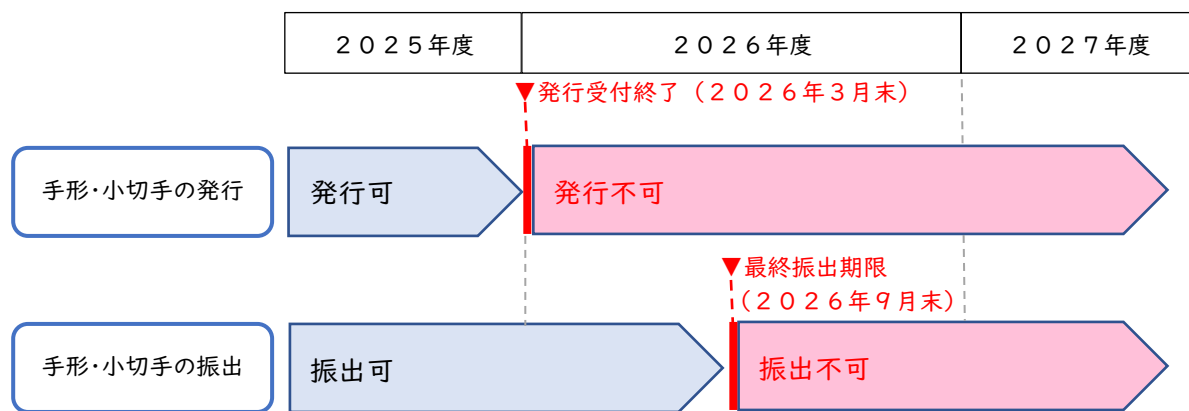 ２０２５年度
２０２６年度
２０２７年度
▼発行受付終了（２０２６年３月末）
手形・小切手の発行
発行可
発行不可
▼最終振出期限
（２０２６年９月末）
手形・小切手の振出
振出可
振出不可